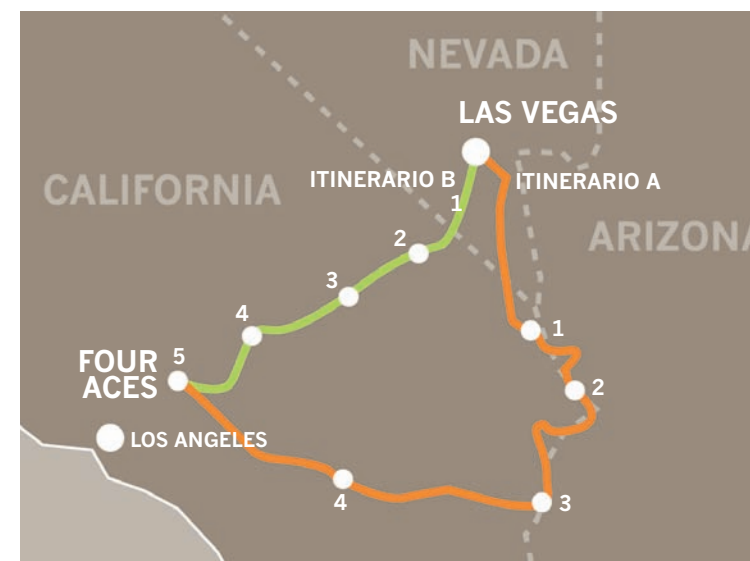 NEVADA
LAS VEGAS
ITINERARIO B
ITINERARIO A
CALIFORNIA
1
ARIZONA
2
3
4
1
FOUR
ACES
5
2
LOS ANGELES
4
3